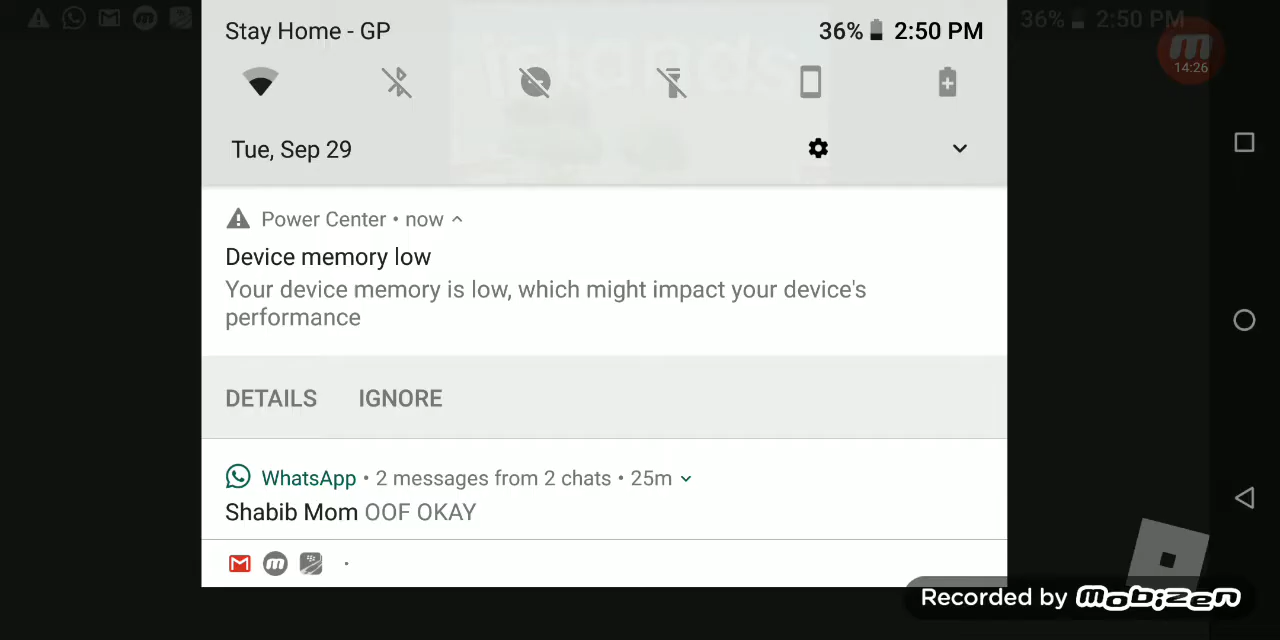 Stay Home - GP 36% 2:50 PM
36% 2:50 PM
14:26
Islands
Tue, Sep 29
Power Center • now
Device memory low
Your device memory is low, which might impact your device's
performance
DETAILS IGNORE
WhatsApp • 2 messages from 2 chats • 25m
Shabib Mom OOF OKAY
Recorded by mobizen